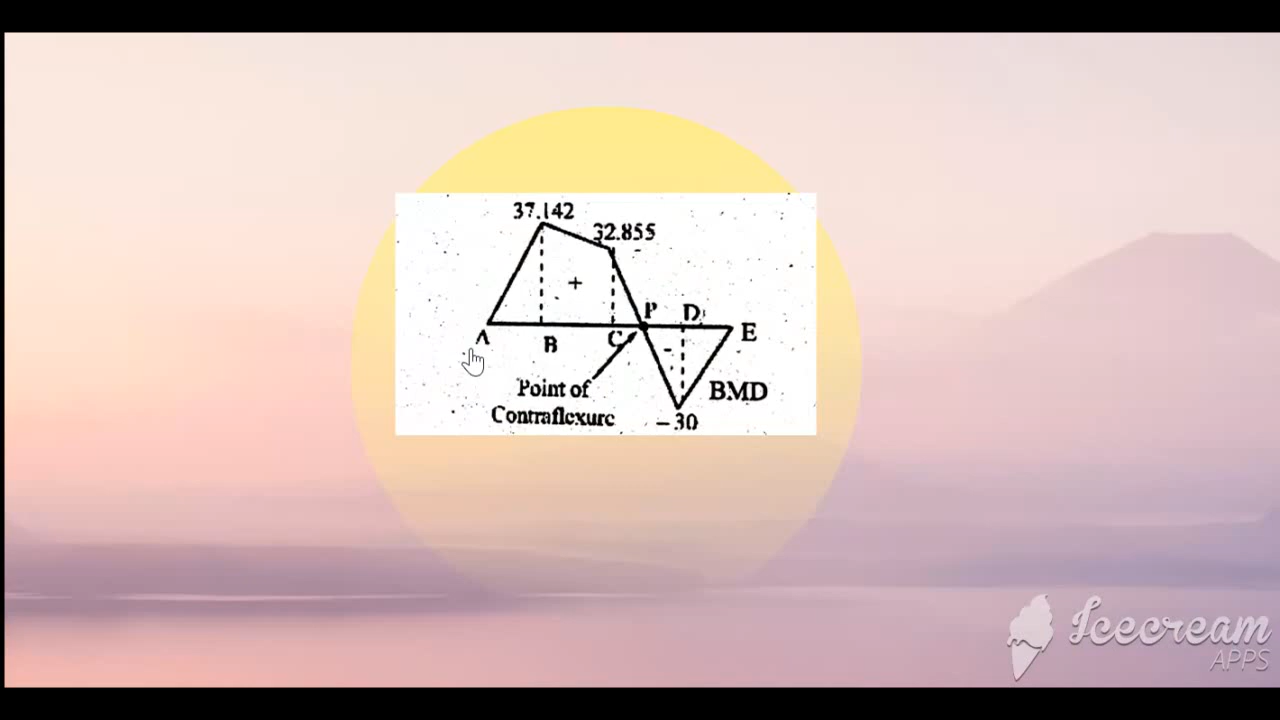 37.142
32.855
+
P D
A B C E
-
Point of
Contraflexure
BMD
– 30
Icecream
APPS